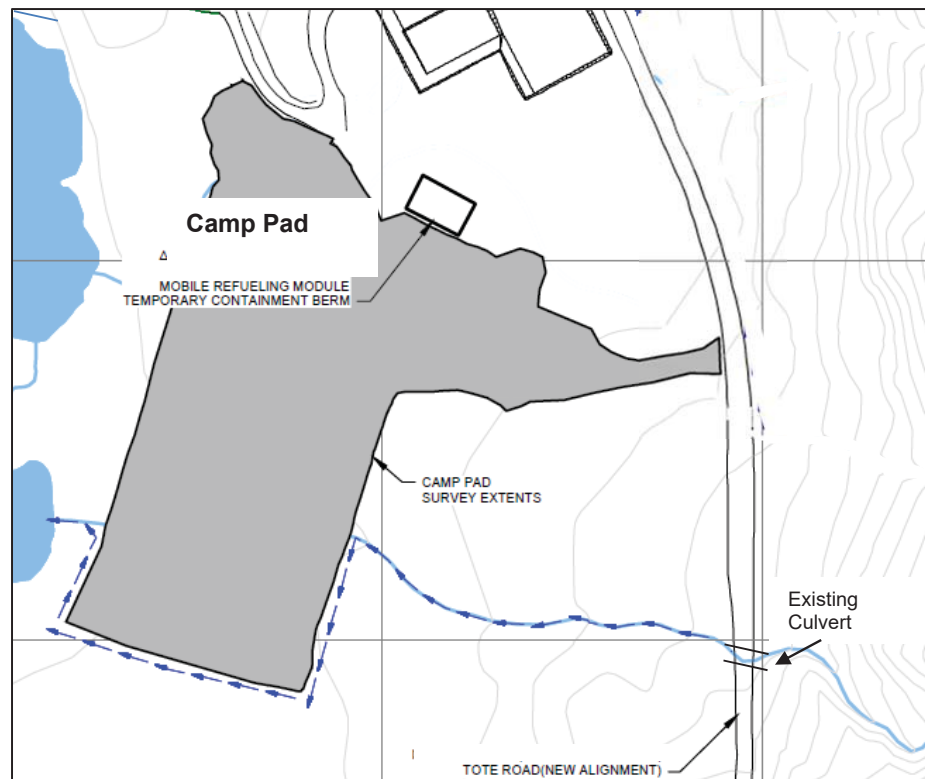 Camp Pad
MOBILE REFUELING MODULE
TEMPORARY CONTAINMENT BERM
CAMP PAD
SURVEY EXTENTS
Existing
Culvert
TOTE ROAD(NEW ALIGNMENT)